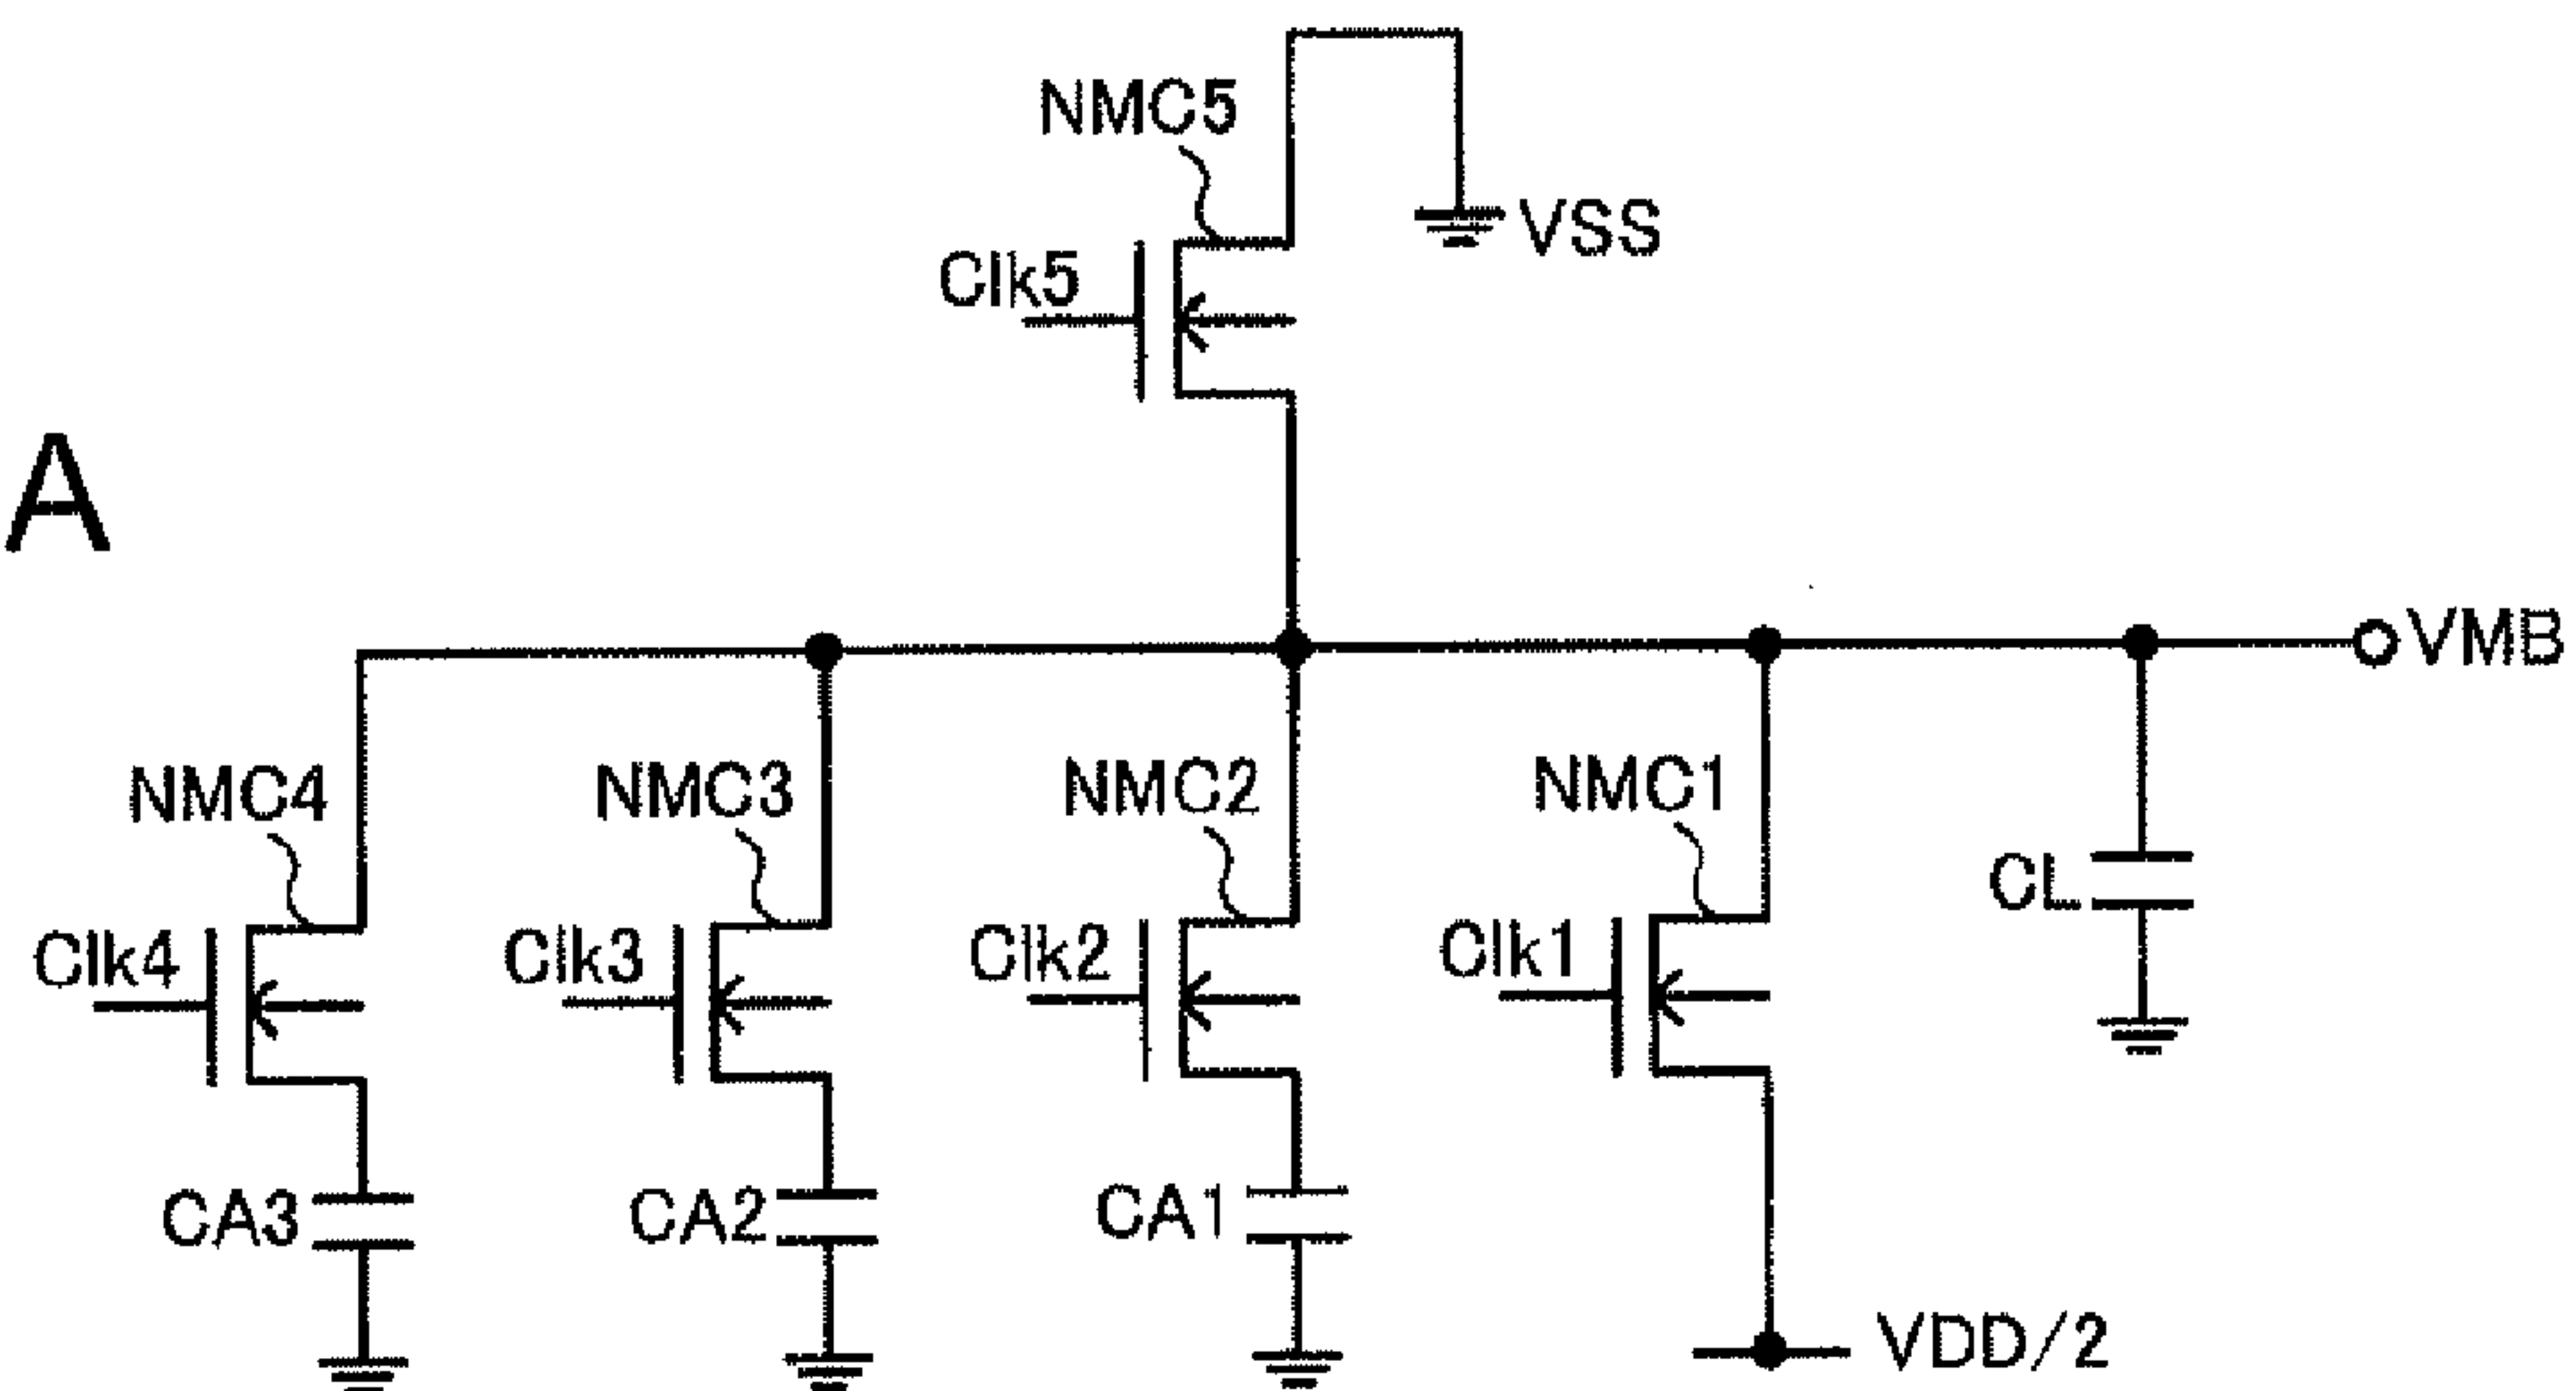 NMC5
VSS
Clk5
A
VMB
NMC4 NMC3 NMC2 NMC1
CL
Clk4 Clk3 Clk2 Clk1
CA3 CA2 CA1
VDD/2